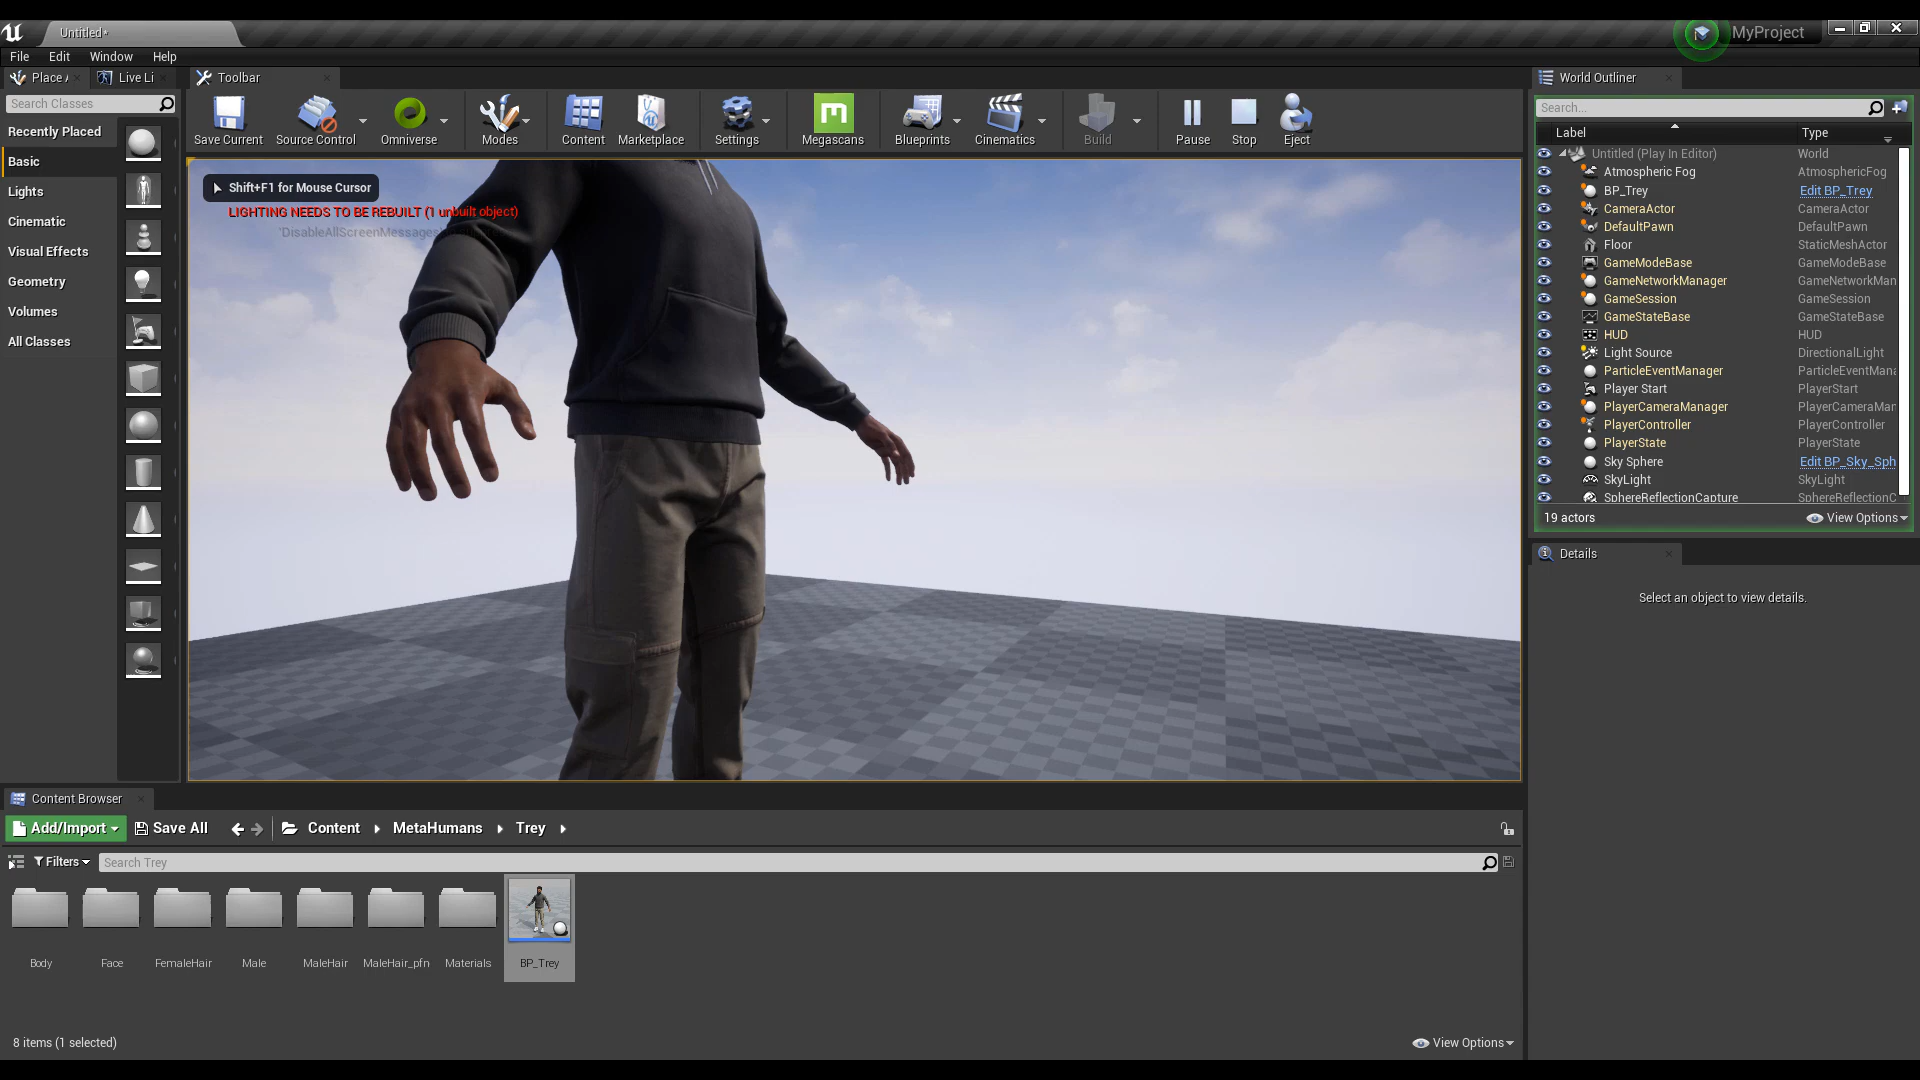 Untitled*
MyProject
File Edit Window Help
Place A Live Li Toolbar World Outliner
Search Classes
Recently Placed
Basic
Lights
Cinematic
Visual Effects
Geometry
Volumes
All Classes
Save Current Source Control Omniverse Modes Content Marketplace Settings Megascans Blueprints Cinematics Build Pause Stop Eject
Shift+F1 for Mouse Cursor
LIGHTING NEEDS TO BE REBUILT (1 unbuilt object)
'DisableAllScreenMessages
Search...
Label Type
Untitled (Play In Editor) World
Atmospheric Fog AtmosphericFog
BP_Trey Edit BP_Trey
CameraActor CameraActor
DefaultPawn DefaultPawn
Floor StaticMeshActor
GameModeBase GameModeBase
GameNetworkManager GameNetworkMan
GameSession GameSession
GameStateBase GameStateBase
HUD HUD
Light Source DirectionalLight
ParticleEventManager ParticleEventMana
Player Start PlayerStart
PlayerCameraManager PlayerCameraMan
PlayerController PlayerController
PlayerState PlayerState
Sky Sphere Edit BP_Sky_Sph
SkyLight SkyLight
SphereReflectionCapture SphereReflectionC
19 actors View Options
Details
Select an object to view details.
Content Browser
Add/Import Save All Content MetaHumans Trey
Filters Search Trey
Body Face FemaleHair Male MaleHair MaleHair_pfn Materials BP_Trey
8 items (1 selected) View Options